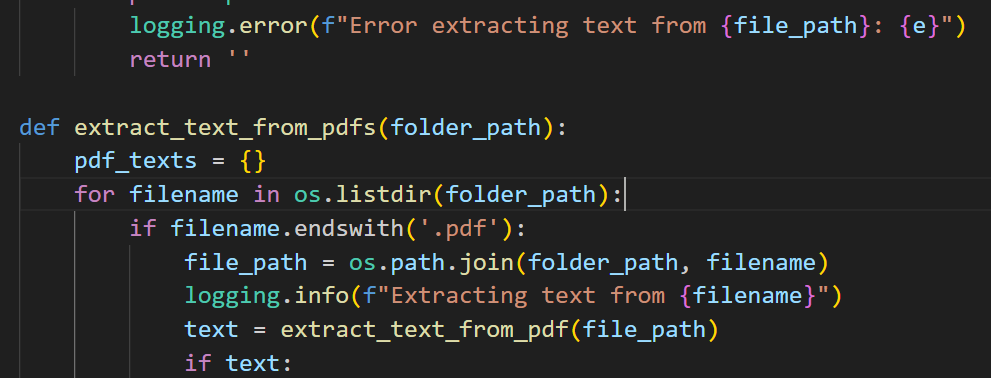 logging.error(f"Error extracting text from {file_path}: {e}")
return ''
def extract_text_from_pdfs(folder_path):
pdf_texts = {}
for filename in os.listdir(folder_path):
if filename.endswith('.pdf'):
file_path = os.path.join(folder_path, filename)
logging.info(f"Extracting text from {filename}")
text = extract_text_from_pdf(file_path)
if text: